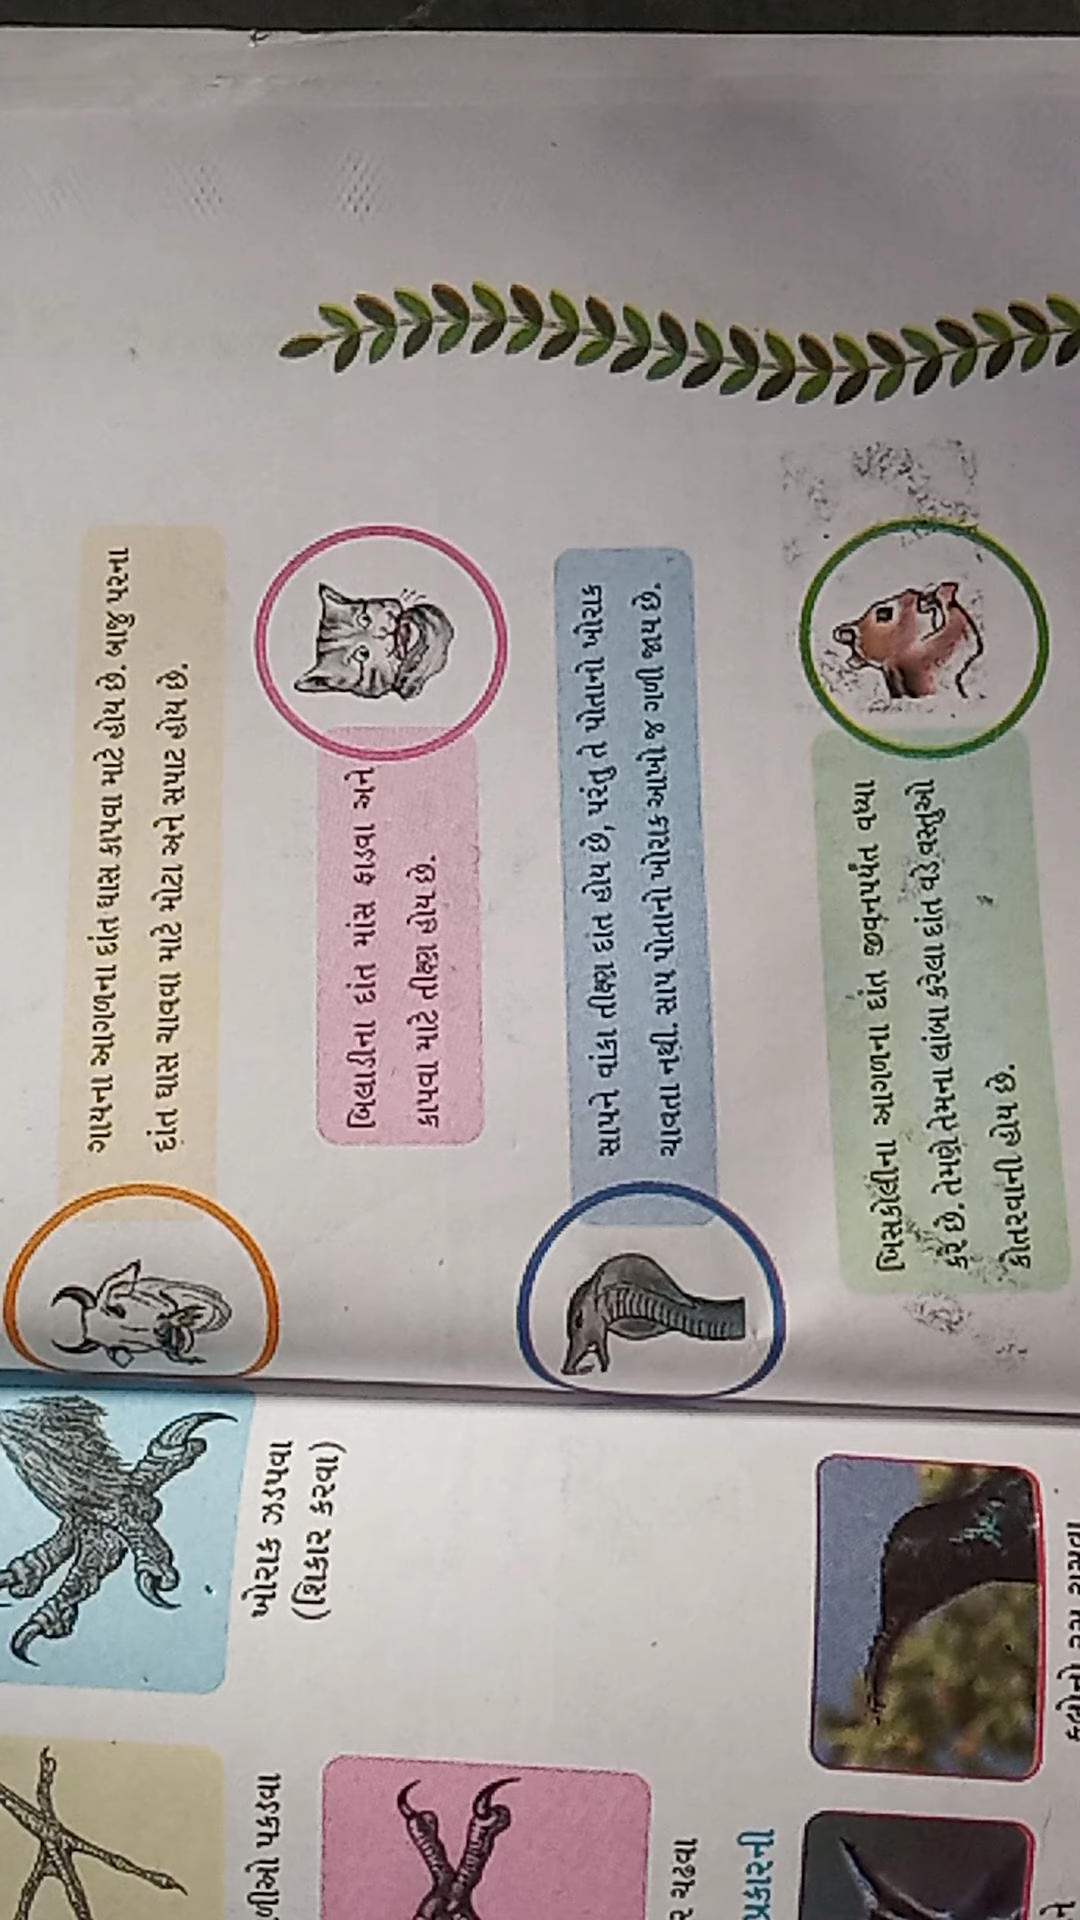 ગાયના આગળના દાંત ઘાસ કાપવા માટે હોય છે. બાજુ પરના
દાંત ઘાસ ચાવવા માટે મોટા અને સપાટ હોય છે.
બિલાડીના દાંત માંસ ફાડવા અને
કાપવા માટે તીક્ષ્ણ હોય છે.
સાપને વાંકા તીક્ષ્ણ દાંત હોય છે, પરંતુ તે પોતાનો ખોરાક
ચાવતા નથી. સાપ પોતાનો ખોરાક આખો જ ગળી જાય છે.
ખિસકોલીના આગળના દાંત જીવનપર્યંત વધ્યા
કરે છે. તેમણે તેમના લાંબા કરેલા દાંત વડે વસ્તુઓ
કોતરવાની હોય છે.
ખોરાક ઝડપવા
(શિકાર કરવા)
પકડવા
ચઢવા
પ્રકારની